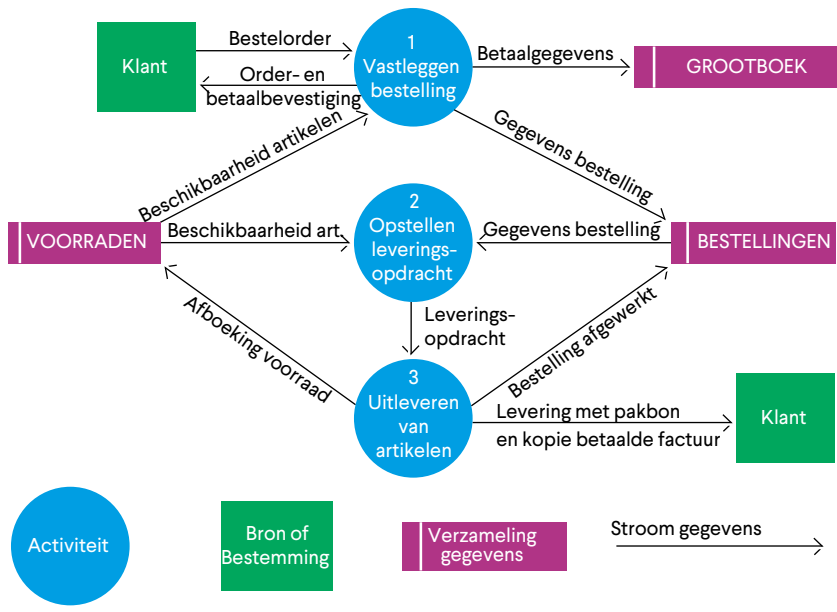 Klant
Bestelorder
Order- en
betaalbevestiging
1
Vastleggen
bestelling
Betaalgegevens
GROOTBOEK
Beschikbaarheid artikelen
Gegevens bestelling
VOORRADEN
Beschikbaarheid art.
2
Opstellen
leverings-
opdracht
Gegevens bestelling
BESTELLINGEN
Afboeking voorraad
Leverings-
opdracht
Bestelling afgewerkt
3
Uitleveren
van
artikelen
Levering met pakbon
en kopie betaalde factuur
Klant
Activiteit
Bron of
Bestemming
Verzameling
gegevens
Stroom gegevens